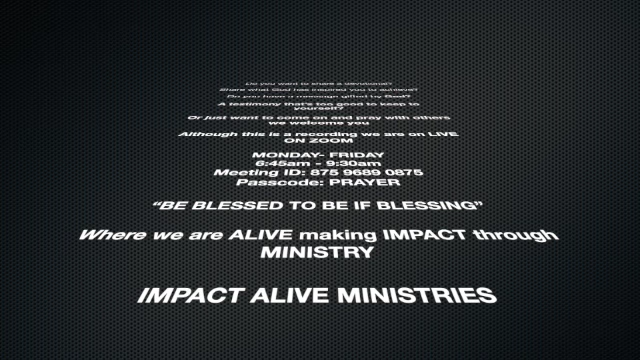 Do you want to share a devotional?
Share what God has inspired you to achieve?
Do you have a message gifted by God?
A testimony that's too good to keep to
yourself?
Or just want to come on and pray with others
we welcome you
Although this is a recording we are on LIVE
ON ZOOM
MONDAY- FRIDAY
6:45am - 9:30am
Meeting ID: 875 9689 0875
Passcode: PRAYER
“BE BLESSED TO BE IF BLESSING”
Where we are ALIVE making IMPACT through
MINISTRY
IMPACT ALIVE MINISTRIES